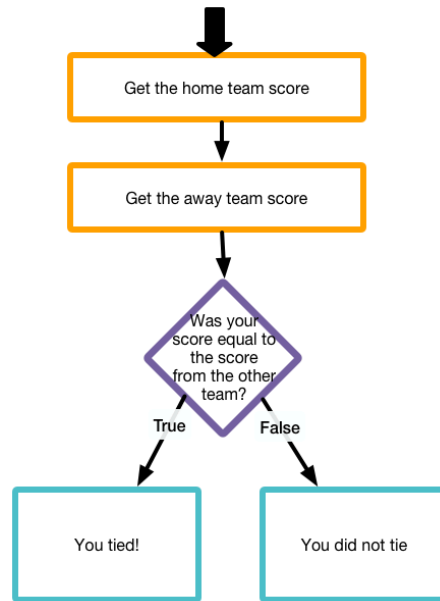 Get the home team score
Get the away team score
Was your
score equal to
the score
from the other
team?
True
False
You tied!
You did not tie